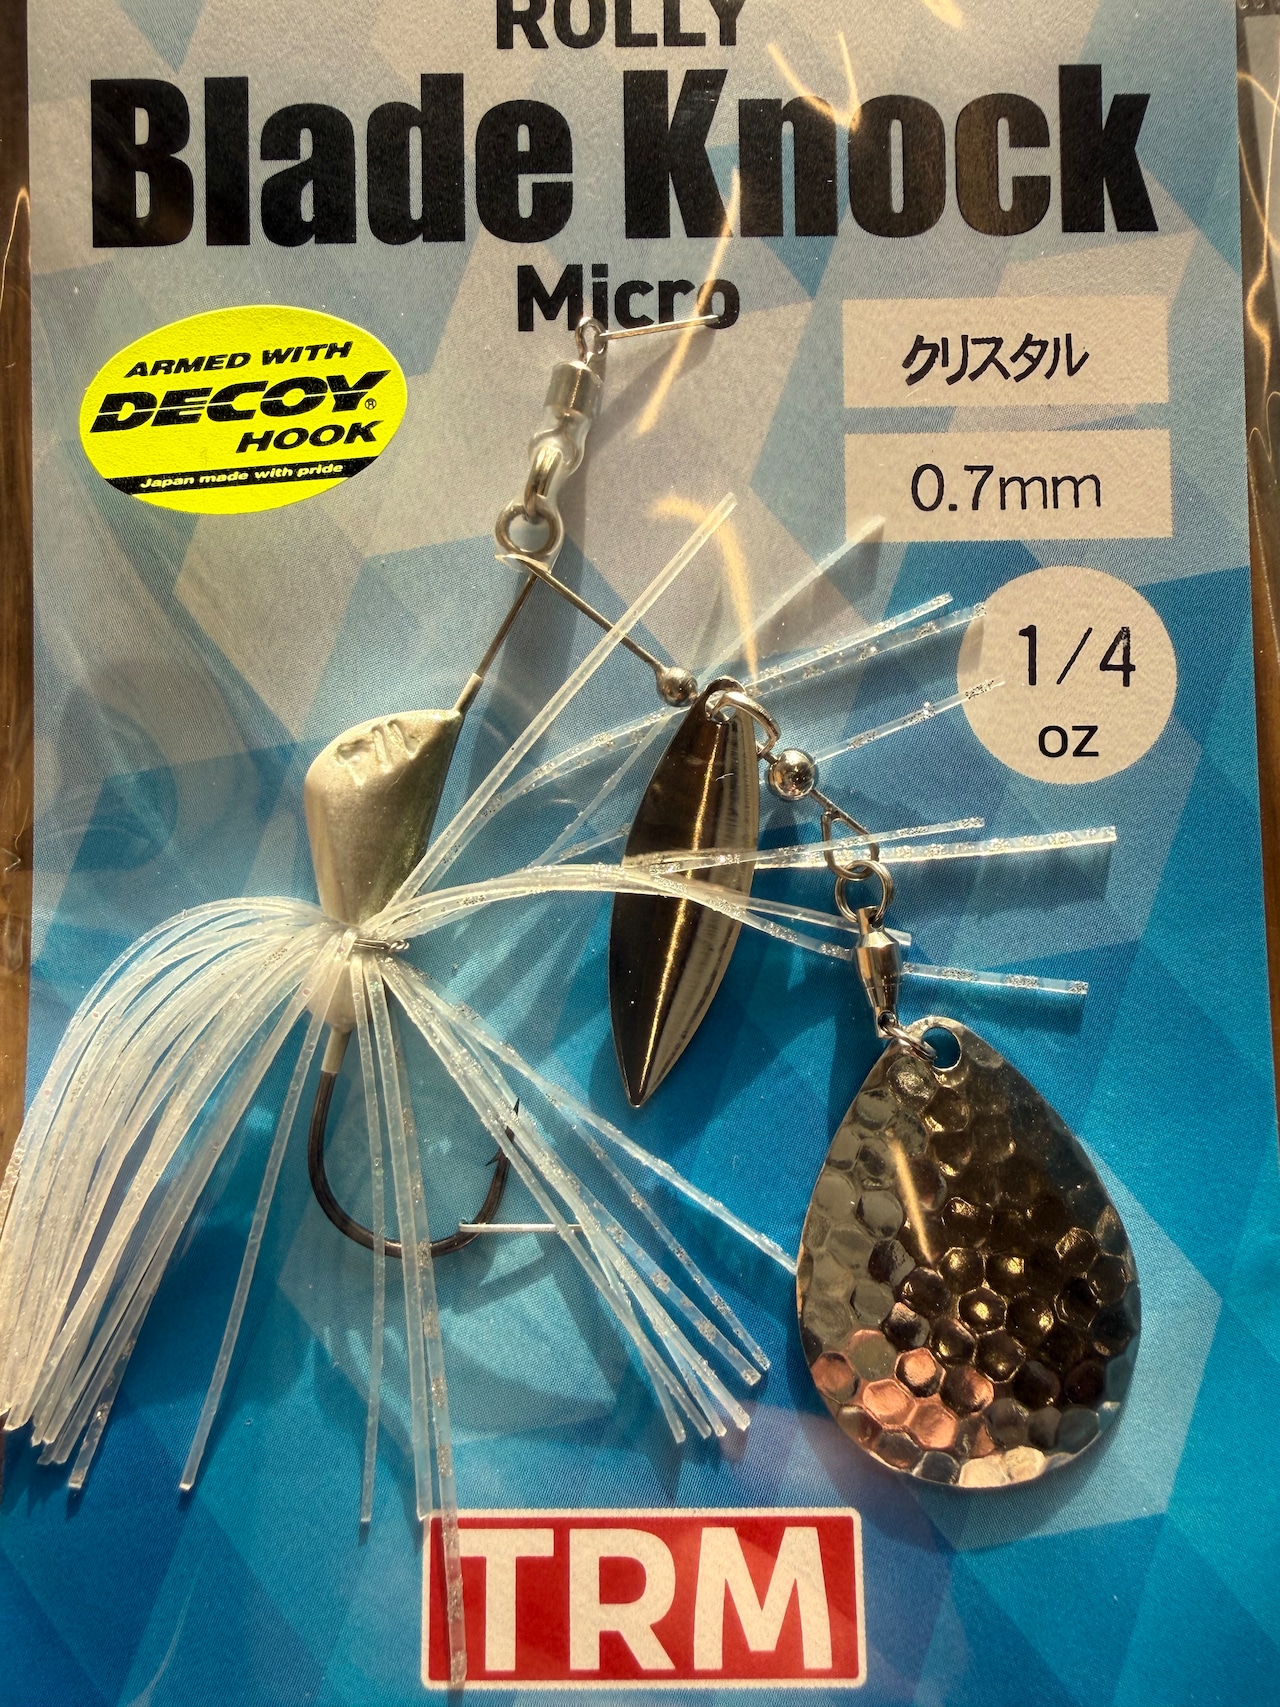 ROLLY
Blade Knock
Micro
ARMED WITH
DECOY®
HOOK
Japan made with pride
クリスタル
0.7mm
1/4
oz
TRM